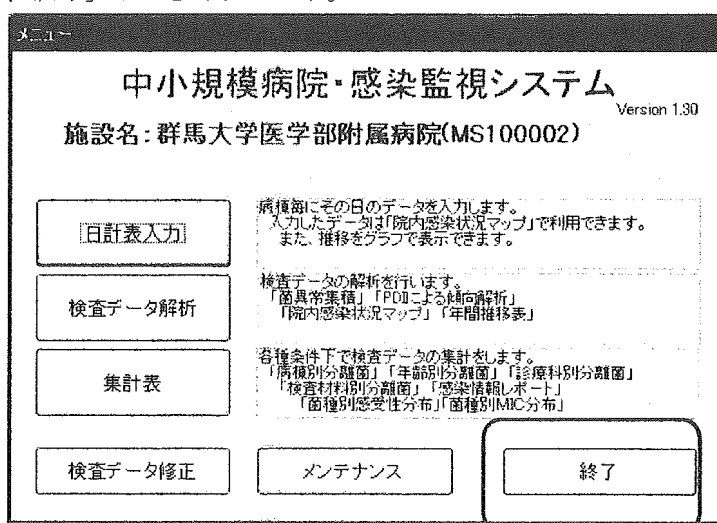 メニュー
中小規模病院・感染監視システム
Version 1.30
施設名：群馬大学医学部附属病院(MS100002)
日計表入力
病棟毎にその日のデータを入力します。
入力したデータは「院内感染状況マップ」で利用できます。
また、推移をグラフで表示できます。
検査データ解析
検査データの解析を行います。
「菌異常集積」「PDIによる傾向解析」
「院内感染状況マップ」「年間推移表」
集計表
各種条件下で検査データの集計をします。
「病棟別分離菌」「年齢別分離菌」「診療科別分離菌」
「検査材料別分離菌」「感染情報レポート」
「菌種別感受性分布」「菌種別MIC分布」
検査データ修正
メンテナンス
終了